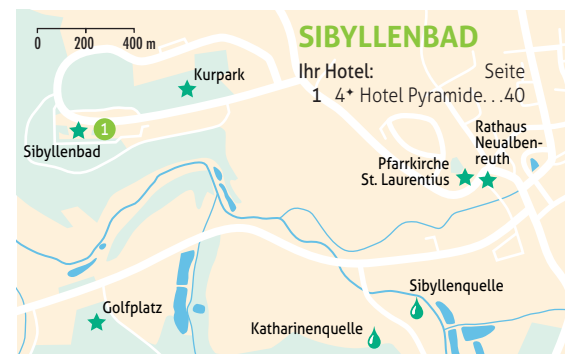 SIBYLLENBAD
0 200 400 m
Ihr Hotel: Seite
1 4✦ Hotel Pyramide...40
Kurpark
1
Sibyllenbad
Rathaus
Neualben-
reuth
Pfarrkirche
St. Laurentius
Sibyllenquelle
Golfplatz
Katharinenquelle